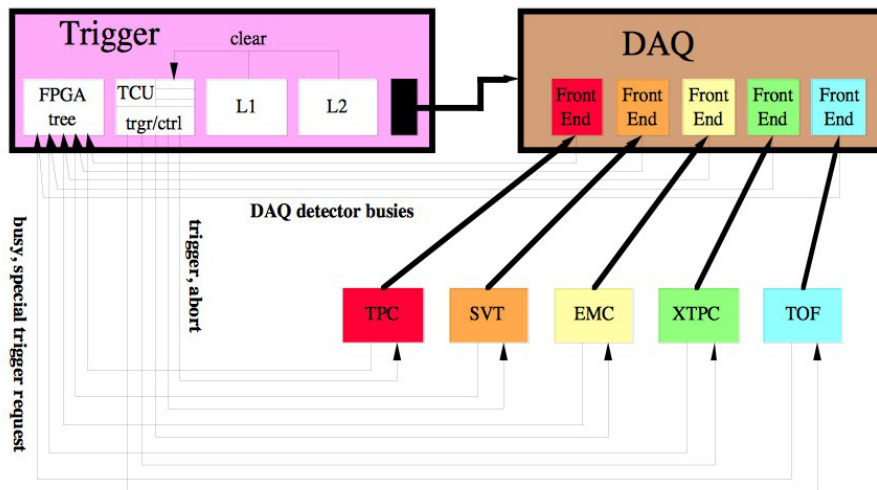 Trigger
DAQ
clear
FPGA
tree
TCU
trgr/ctrl
L1
L2
Front
End
Front
End
Front
End
Front
End
Front
End
DAQ detector busies
busy, special trigger request
trigger, abort
TPC
SVT
EMC
XTPC
TOF